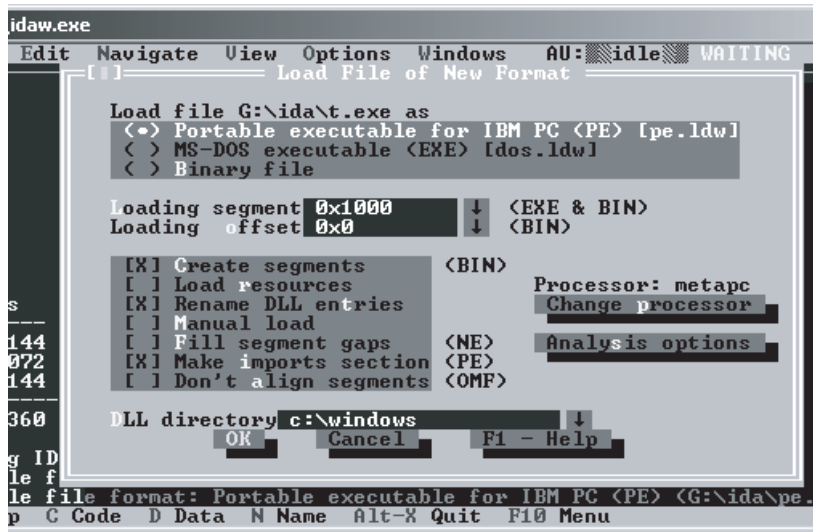 idaw.exe
Edit Navigate View Options Windows AU: idle WAITING
[ ] Load File of New Format
Load file G:\ida\t.exe as
(•) Portable executable for IBM PC (PE) [pe.ldw]
( ) MS-DOS executable (EXE) [dos.ldw]
( ) Binary file
Loading segment 0x1000 ↓ (EXE & BIN)
Loading offset 0x0 ↓ (BIN)
[X] Create segments (BIN)
[ ] Load resources Processor: metapc
[X] Rename DLL entries Change processor
[ ] Manual load
[ ] Fill segment gaps (NE) Analysis options
[X] Make imports section (PE)
[ ] Don't align segments (OMF)
DLL directory c:\windows ↓
OK Cancel F1 - Help
s
144
072
144
360
g ID
le f
le file format: Portable executable for IBM PC (PE) (G:\ida\pe.
p C Code D Data N Name Alt-X Quit F10 Menu